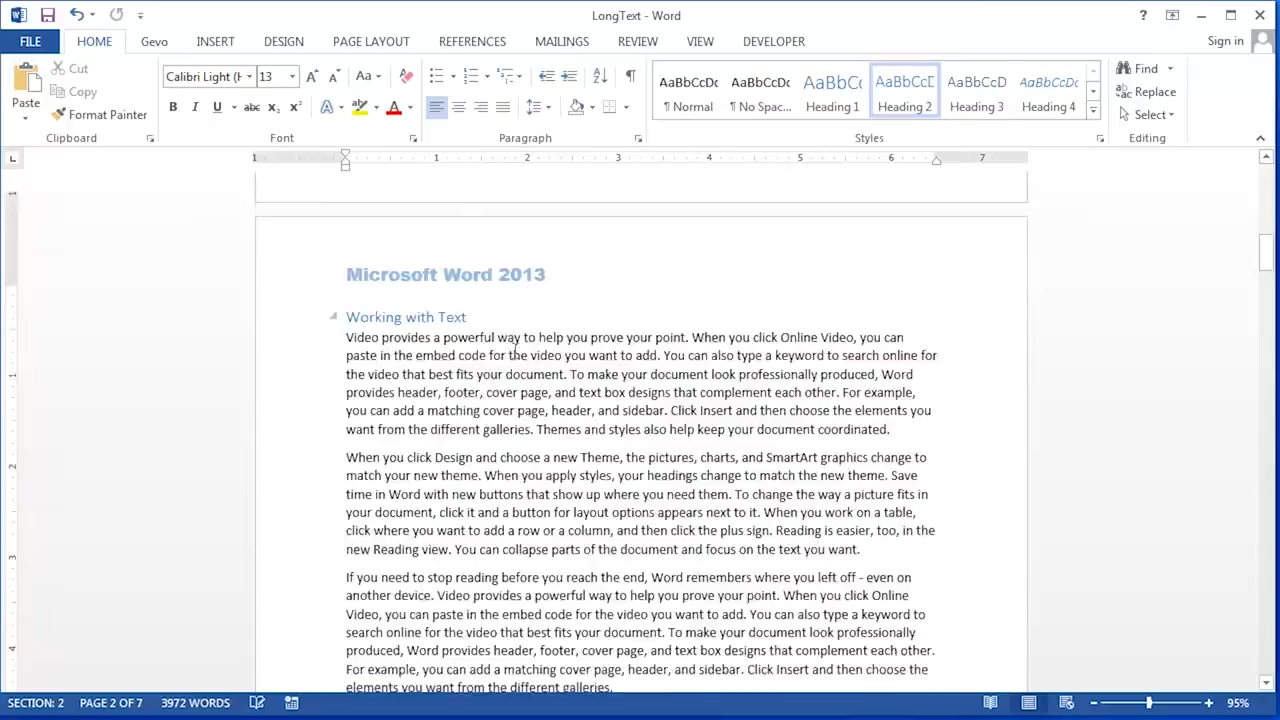 LongText - Word
Sign in
FILE HOME Gevo INSERT DESIGN PAGE LAYOUT REFERENCES MAILINGS REVIEW VIEW DEVELOPER
Paste
Cut
Copy
Format Painter
Clipboard
Calibri Light (H 13
Font
Paragraph
AaBbCcDc AaBbCcDc AaBbC( AaBbCcD AaBbCcD AaBbCcDc
¶ Normal ¶ No Spac... Heading 1 Heading 2 Heading 3 Heading 4
Styles
Find
Replace
Select
Editing
1 1 2 3 4 5 6 7
1
1
2
3
4
Microsoft Word 2013
Working with Text
Video provides a powerful way to help you prove your point. When you click Online Video, you can
paste in the embed code for the video you want to add. You can also type a keyword to search online for
the video that best fits your document. To make your document look professionally produced, Word
provides header, footer, cover page, and text box designs that complement each other. For example,
you can add a matching cover page, header, and sidebar. Click Insert and then choose the elements you
want from the different galleries. Themes and styles also help keep your document coordinated.
When you click Design and choose a new Theme, the pictures, charts, and SmartArt graphics change to
match your new theme. When you apply styles, your headings change to match the new theme. Save
time in Word with new buttons that show up where you need them. To change the way a picture fits in
your document, click it and a button for layout options appears next to it. When you work on a table,
click where you want to add a row or a column, and then click the plus sign. Reading is easier, too, in the
new Reading view. You can collapse parts of the document and focus on the text you want.
If you need to stop reading before you reach the end, Word remembers where you left off - even on
another device. Video provides a powerful way to help you prove your point. When you click Online
Video, you can paste in the embed code for the video you want to add. You can also type a keyword to
search online for the video that best fits your document. To make your document look professionally
produced, Word provides header, footer, cover page, and text box designs that complement each other.
For example, you can add a matching cover page, header, and sidebar. Click Insert and then choose the
elements you want from the different galleries.
SECTION: 2 PAGE 2 OF 7 3972 WORDS 95%